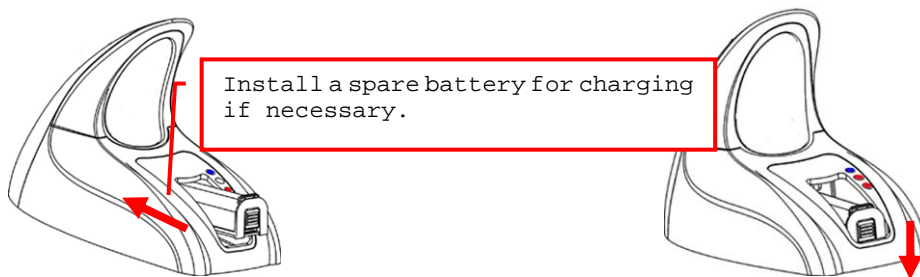 Install a spare battery for charging
if necessary.